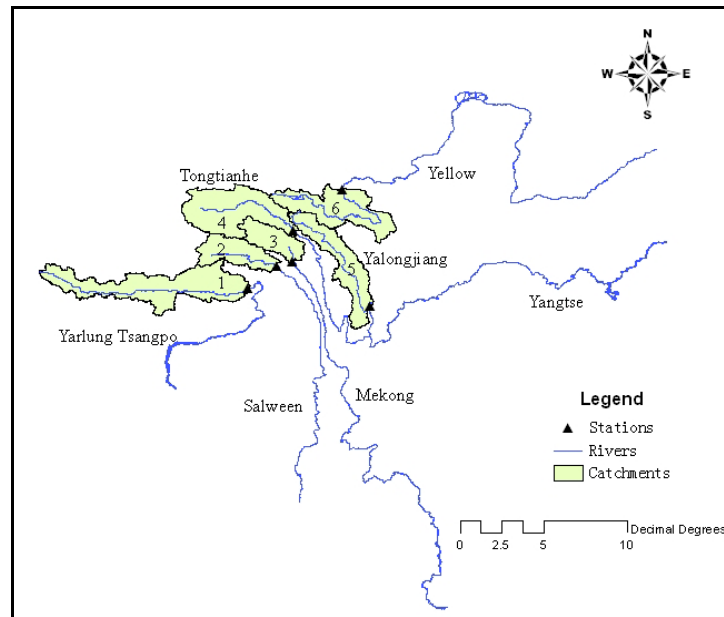 N
W E
S
Tongtianhe
Yellow
6
4
3
2
Yalongjiang
5
1
Yangtse
Yarlung Tsangpo
Salween
Mekong
Legend
Stations
Rivers
Catchments
Decimal Degrees
0 2.5 5 10